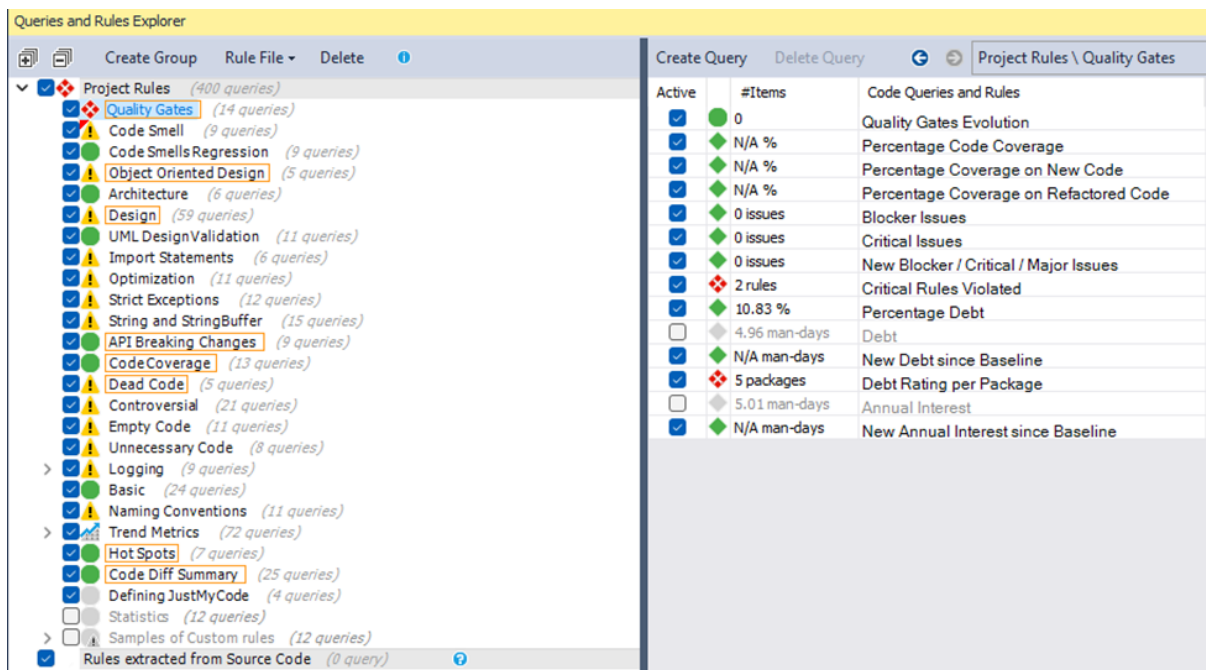 Queries and Rules Explorer
Create Group Rule File Delete
Project Rules (400 queries)
Quality Gates (14 queries)
Code Smell (9 queries)
Code Smells Regression (9 queries)
Object Oriented Design (5 queries)
Architecture (6 queries)
Design (59 queries)
UML Design Validation (11 queries)
Import Statements (6 queries)
Optimization (11 queries)
Strict Exceptions (12 queries)
String and StringBuffer (15 queries)
API Breaking Changes (9 queries)
Code Coverage (13 queries)
Dead Code (5 queries)
Controversial (21 queries)
Empty Code (11 queries)
Unnecessary Code (8 queries)
Logging (9 queries)
Basic (24 queries)
Naming Conventions (11 queries)
Trend Metrics (72 queries)
Hot Spots (7 queries)
Code Diff Summary (25 queries)
Defining JustMyCode (4 queries)
Statistics (12 queries)
Samples of Custom rules (12 queries)
Rules extracted from Source Code (0 query)
Create Query Delete Query Project Rules \ Quality Gates
Active #Items Code Queries and Rules
0 Quality Gates Evolution
N/A % Percentage Code Coverage
N/A % Percentage Coverage on New Code
N/A % Percentage Coverage on Refactored Code
0 issues Blocker Issues
0 issues Critical Issues
0 issues New Blocker / Critical / Major Issues
2 rules Critical Rules Violated
10.83 % Percentage Debt
4.96 man-days Debt
N/A man-days New Debt since Baseline
5 packages Debt Rating per Package
5.01 man-days Annual Interest
N/A man-days New Annual Interest since Baseline